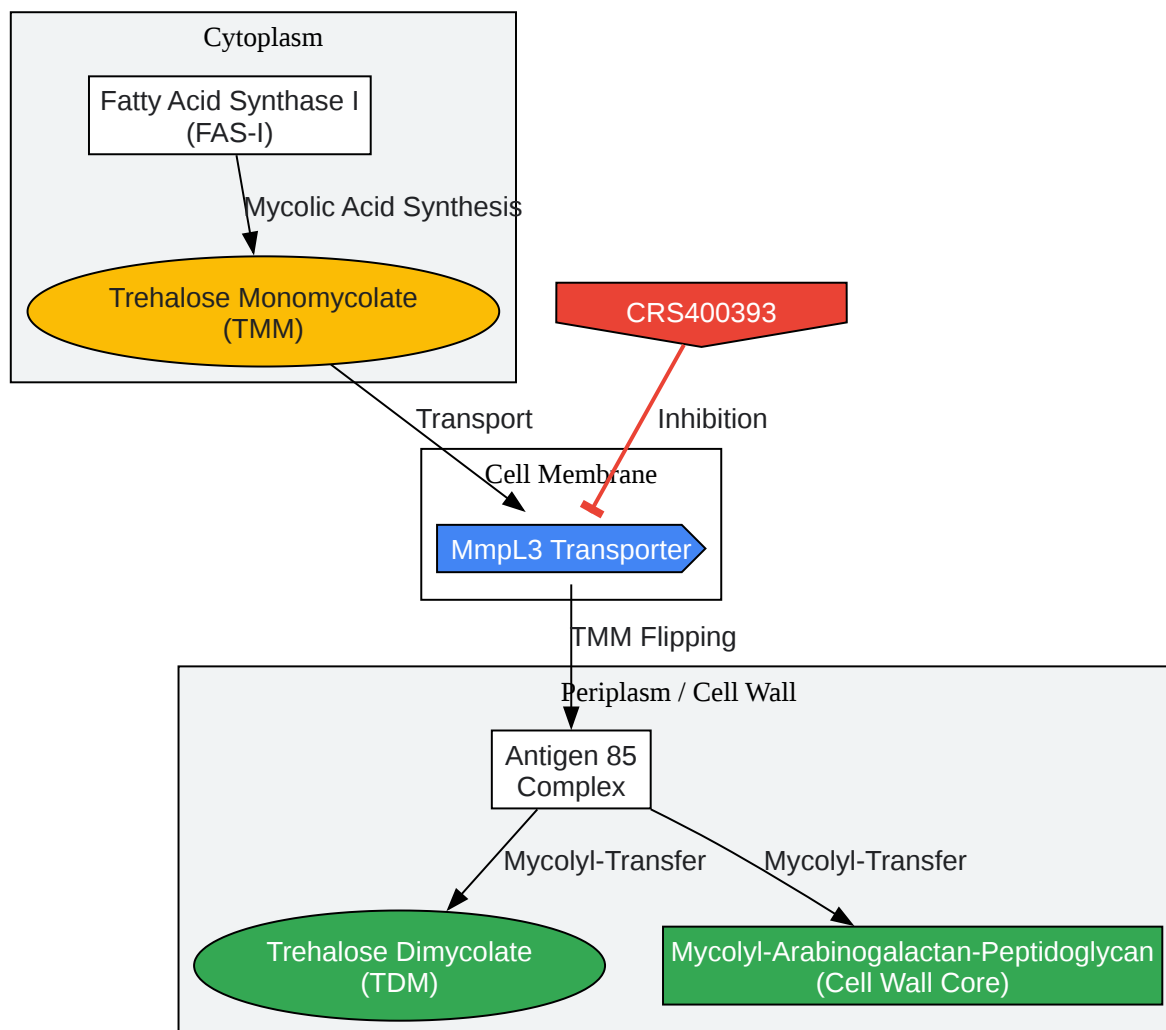 Cytoplasm
Fatty Acid Synthase I
(FAS-I)
Mycolic Acid Synthesis
Trehalose Monomycolate
(TMM)
CRS400393
Transport
Inhibition
Cell Membrane
MmpL3 Transporter
TMM Flipping
Periplasm / Cell Wall
Antigen 85
Complex
Mycolyl-Transfer
Mycolyl-Transfer
Trehalose Dimycolate
(TDM)
Mycolyl-Arabinogalactan-Peptidoglycan
(Cell Wall Core)